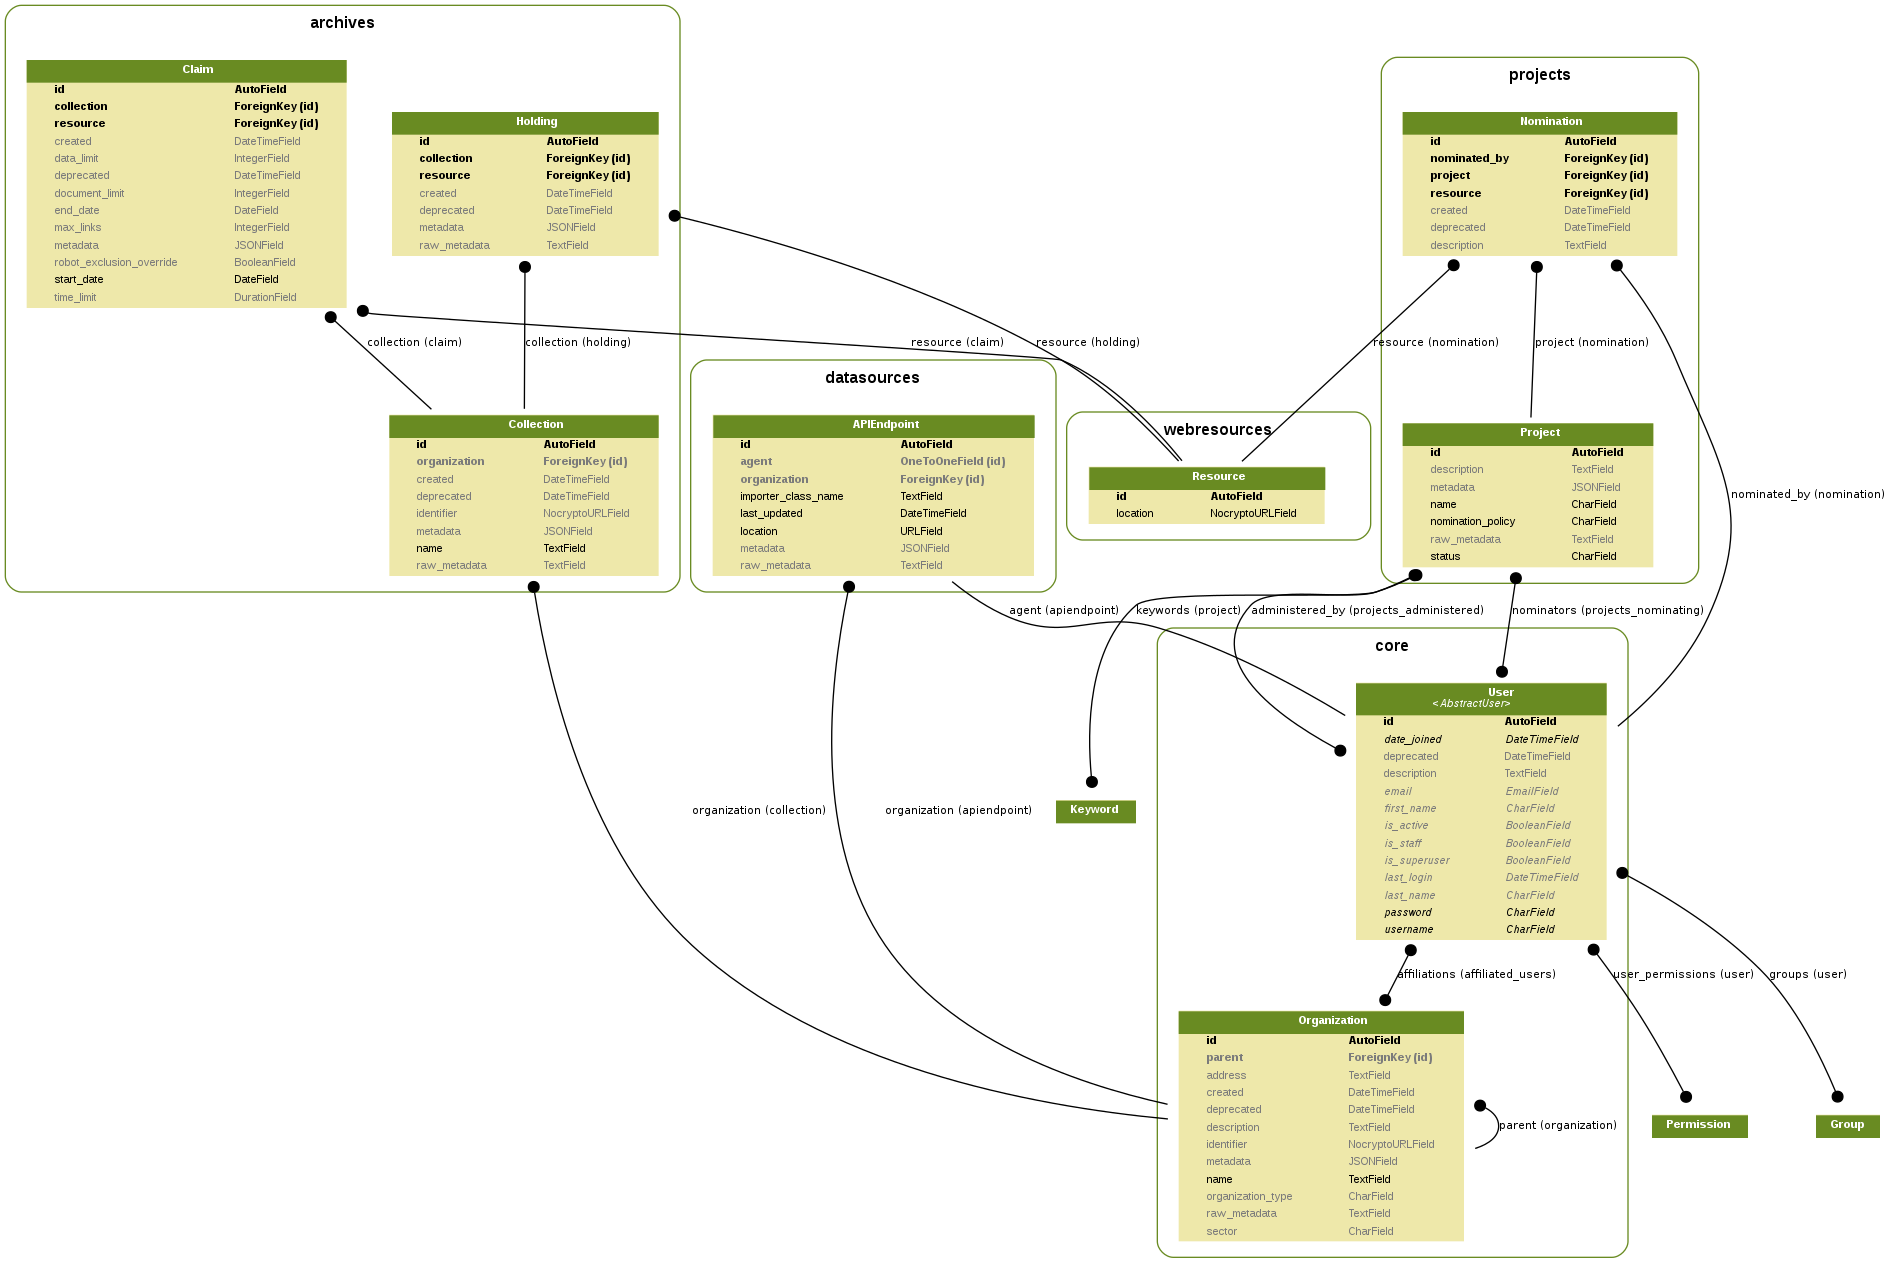 archives
Claim
id AutoField
collection ForeignKey (id)
resource ForeignKey (id)
created DateTimeField
data_limit IntegerField
deprecated DateTimeField
document_limit IntegerField
end_date DateField
max_links IntegerField
metadata JSONField
robot_exclusion_override BooleanField
start_date DateField
time_limit DurationField
Holding
id AutoField
collection ForeignKey (id)
resource ForeignKey (id)
created DateTimeField
deprecated DateTimeField
metadata JSONField
raw_metadata TextField
collection (claim)
collection (holding)
resource (claim)
resource (holding)
Collection
id AutoField
organization ForeignKey (id)
created DateTimeField
deprecated DateTimeField
identifier NocryptoURLField
metadata JSONField
name TextField
raw_metadata TextField
datasources
APIEndpoint
id AutoField
agent OneToOneField (id)
organization ForeignKey (id)
importer_class_name TextField
last_updated DateTimeField
location URLField
metadata JSONField
raw_metadata TextField
webresources
Resource
id AutoField
location NocryptoURLField
projects
Nomination
id AutoField
nominated_by ForeignKey (id)
project ForeignKey (id)
resource ForeignKey (id)
created DateTimeField
deprecated DateTimeField
description TextField
resource (nomination)
project (nomination)
Project
id AutoField
description TextField
metadata JSONField
name CharField
nomination_policy CharField
raw_metadata TextField
status CharField
nominated_by (nomination)
agent (apiendpoint)
keywords (project)
administered_by (projects_administered)
nominators (projects_nominating)
core
User
<AbstractUser>
id AutoField
date_joined DateTimeField
deprecated DateTimeField
description TextField
email EmailField
first_name CharField
is_active BooleanField
is_staff BooleanField
is_superuser BooleanField
last_login DateTimeField
last_name CharField
password CharField
username CharField
organization (collection)
organization (apiendpoint)
Keyword
affiliations (affiliated_users)
user_permissions (user)
groups (user)
Organization
id AutoField
parent ForeignKey (id)
address TextField
created DateTimeField
deprecated DateTimeField
description TextField
identifier NocryptoURLField
metadata JSONField
name TextField
organization_type CharField
raw_metadata TextField
sector CharField
parent (organization)
Permission
Group